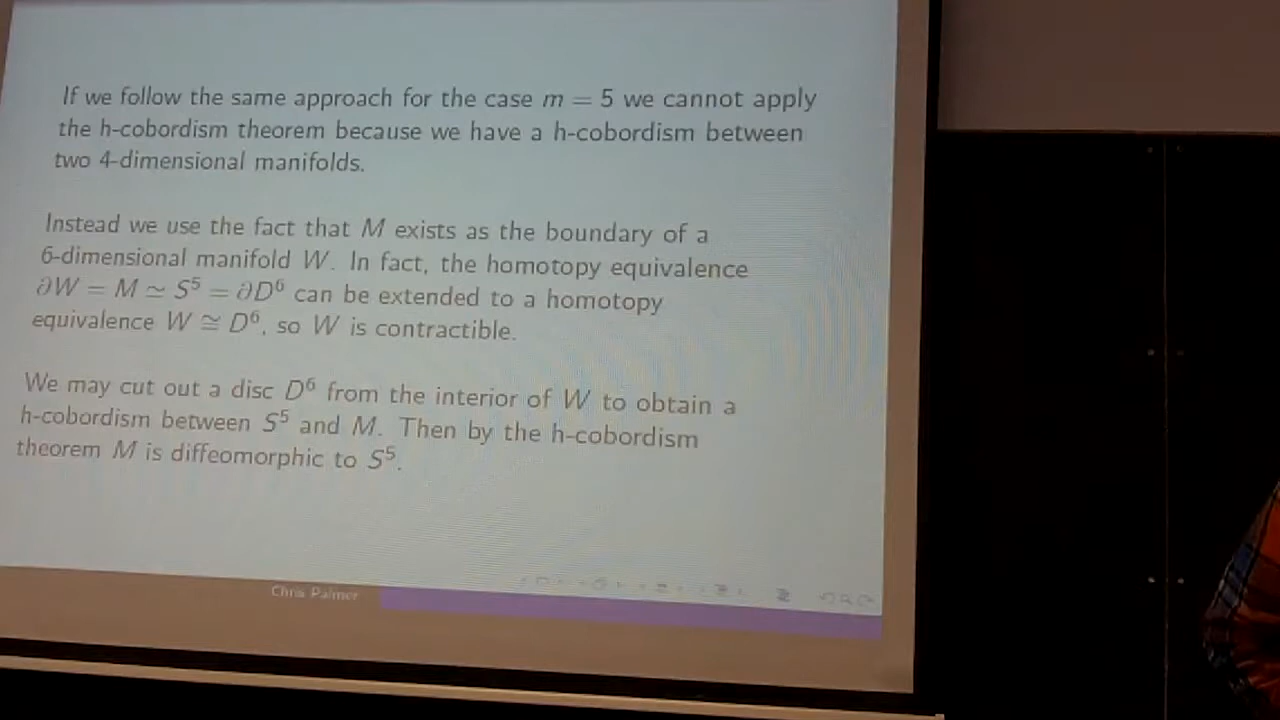 If we follow the same approach for the case m = 5 we cannot apply
the h-cobordism theorem because we have a h-cobordism between
two 4-dimensional manifolds.
Instead we use the fact that M exists as the boundary of a
6-dimensional manifold W. In fact, the homotopy equivalence
∂W = M ≃ S⁵ = ∂D⁶ can be extended to a homotopy
equivalence W ≅ D⁶, so W is contractible.
We may cut out a disc D⁶ from the interior of W to obtain a
h-cobordism between S⁵ and M. Then by the h-cobordism
theorem M is diffeomorphic to S⁵.
Chris Palmer